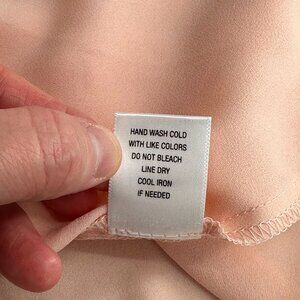 HAND WASH COLD
WITH LIKE COLORS
DO NOT BLEACH
LINE DRY
COOL IRON
IF NEEDED